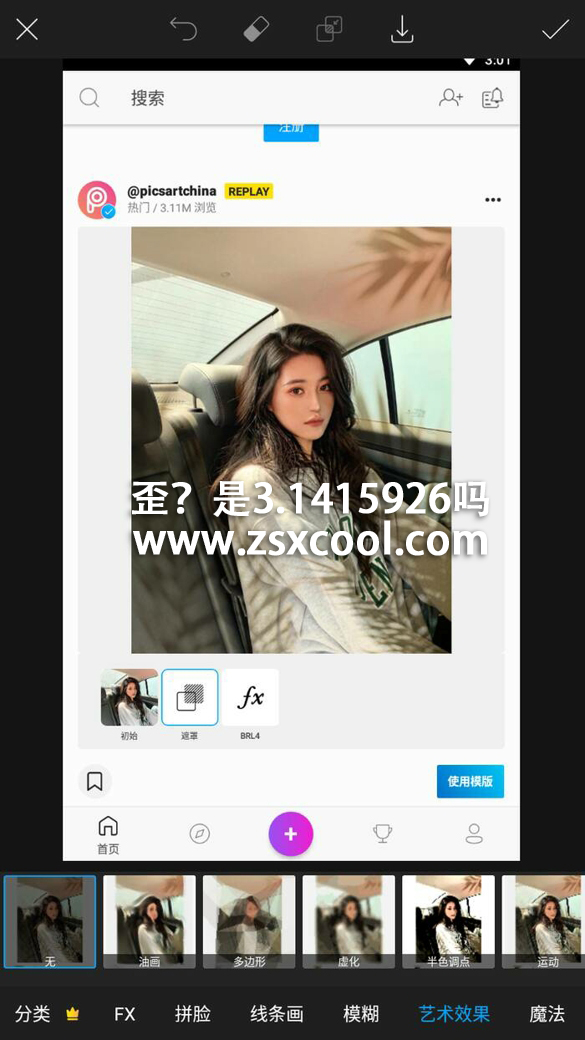 3:01
搜索
注册
@picsartchina REPLAY
热门 / 3.11M 浏览
歪？是3.1415926吗
www.zsxcool.com
fx
初始 遮罩 BRL4
使用模版
首页
无 油画 多边形 虚化 半色调点 运动
分类 FX 拼脸 线条画 模糊 艺术效果 魔法